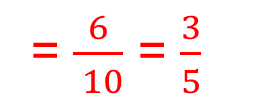 = 6/10 = 3/5